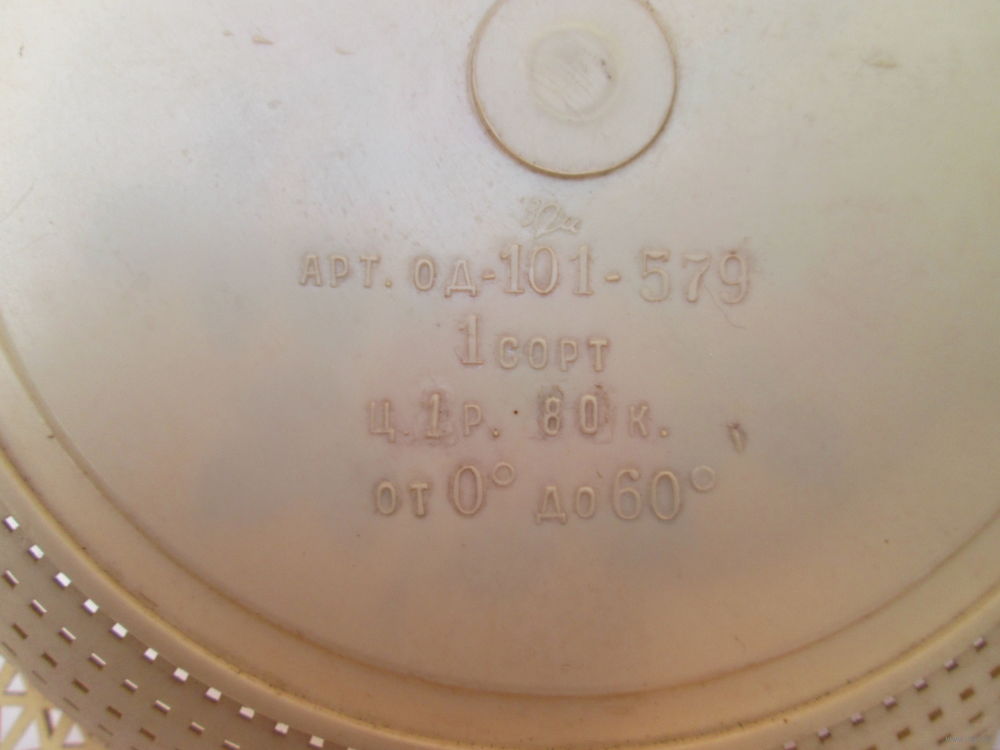 АРТ. ОД-101-579
1 СОРТ
Ц. 1 Р. 80 К.
ОТ 0° ДО 60°